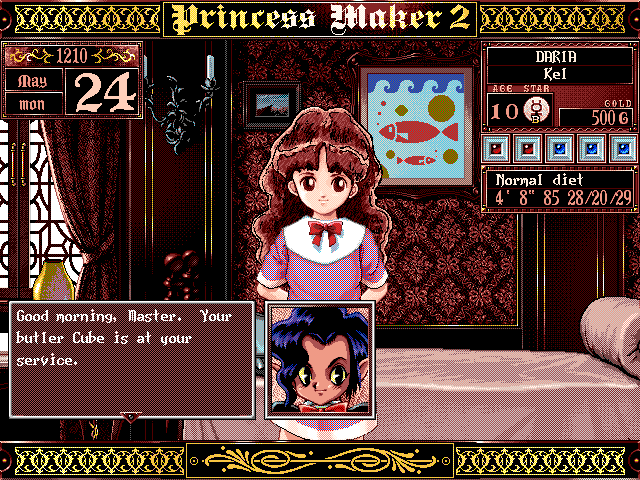 Princess Maker 2
1210
May
mon
24
DARIA
Kel
AGE STAR
10
B
GOLD
500 G
Normal diet
4' 8" 85 28/20/29
Good morning, Master. Your
butler Cube is at your
service.